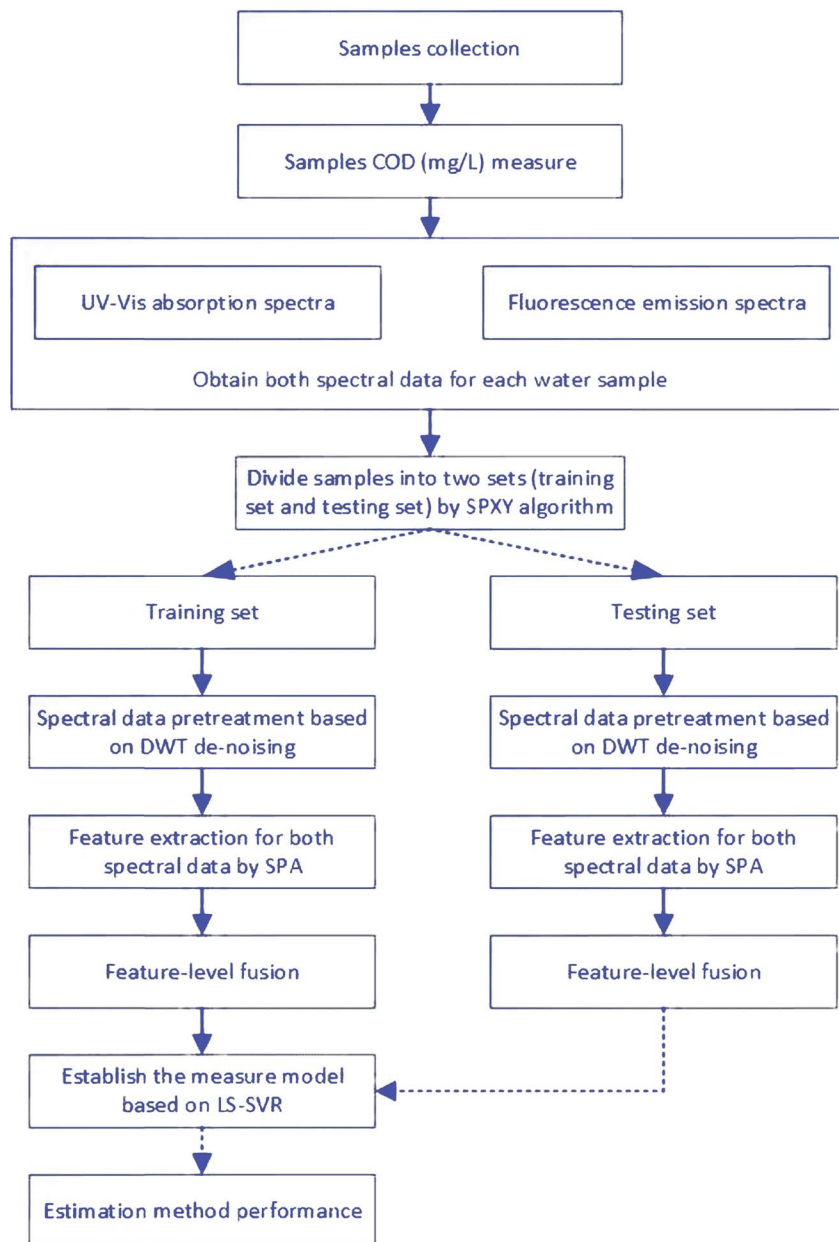 Samples collection
Samples COD (mg/L) measure
UV-Vis absorption spectra
Fluorescence emission spectra
Obtain both spectral data for each water sample
Divide samples into two sets (training
set and testing set) by SPXY algorithm
Training set
Testing set
Spectral data pretreatment based
on DWT de-noising
Spectral data pretreatment based
on DWT de-noising
Feature extraction for both
spectral data by SPA
Feature extraction for both
spectral data by SPA
Feature-level fusion
Feature-level fusion
Establish the measure model
based on LS-SVR
Estimation method performance